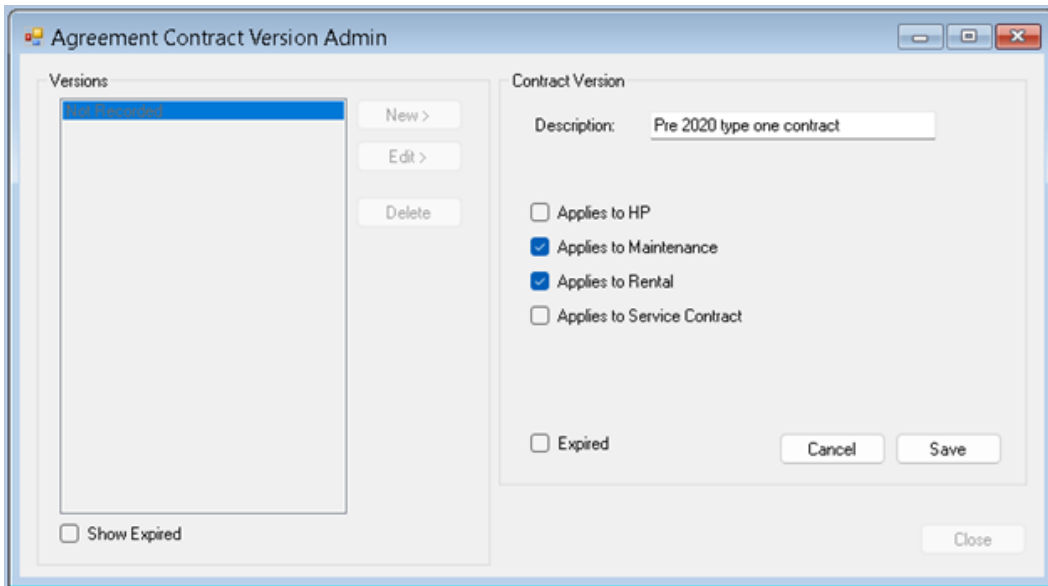 Agreement Contract Version Admin
Versions
Not Recorded
New >
Edit >
Delete
Show Expired
Contract Version
Description: Pre 2020 type one contract
Applies to HP
Applies to Maintenance
Applies to Rental
Applies to Service Contract
Expired
Cancel Save
Close